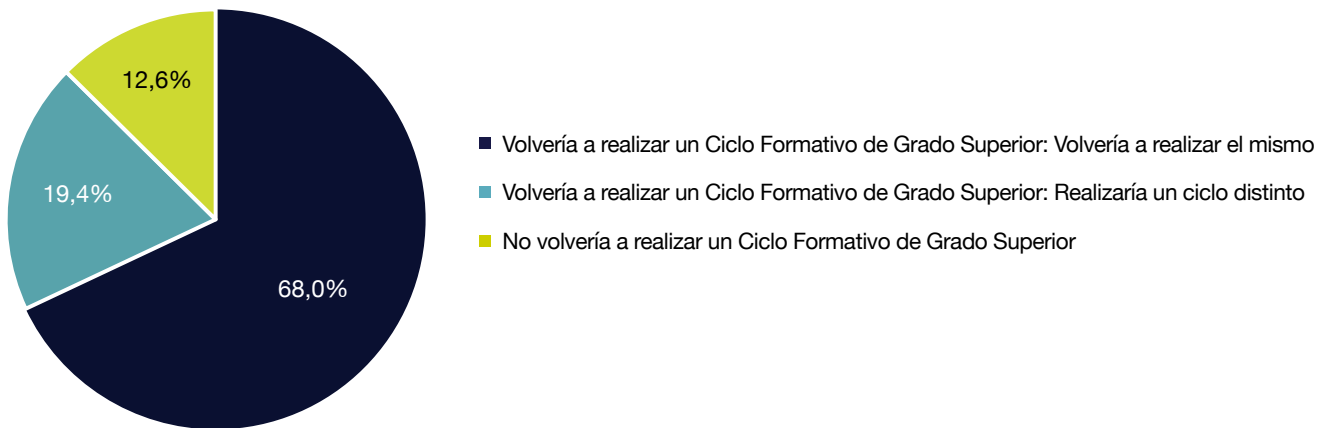 12,6%
19,4%
68,0%
Volvería a realizar un Ciclo Formativo de Grado Superior: Volvería a realizar el mismo
Volvería a realizar un Ciclo Formativo de Grado Superior: Realizaría un ciclo distinto
No volvería a realizar un Ciclo Formativo de Grado Superior